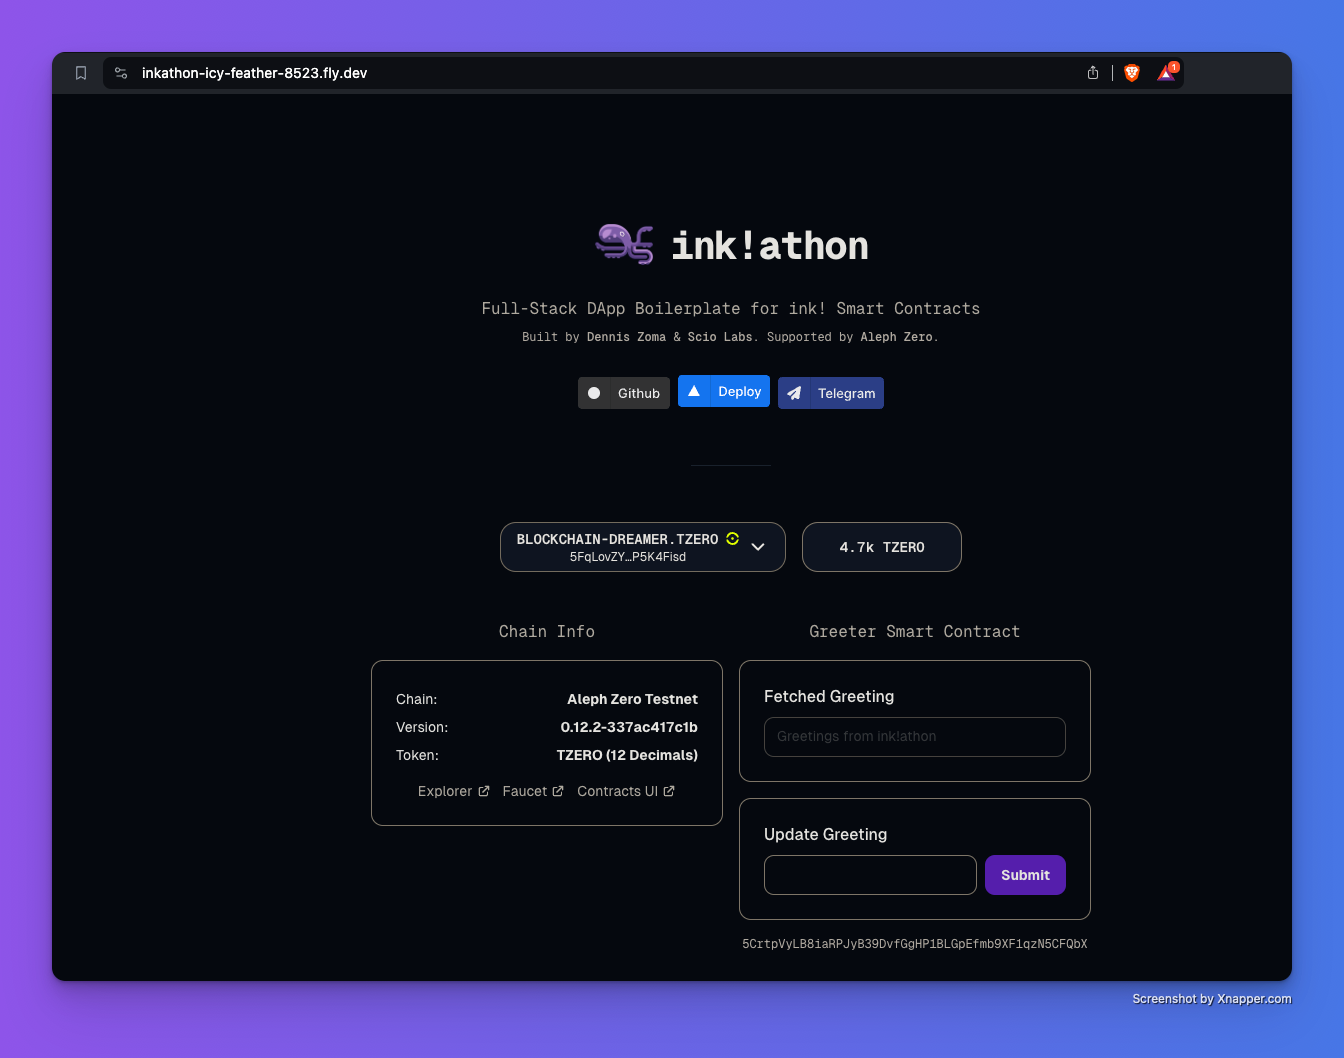 inkathon-icy-feather-8523.fly.dev
1
ink!athon
Full-Stack DApp Boilerplate for ink! Smart Contracts
Built by Dennis Zoma & Scio Labs. Supported by Aleph Zero.
Github
Deploy
Telegram
BLOCKCHAIN-DREAMER.TZERO
5FqLovZY…P5K4Fisd
4.7k TZERO
Chain Info
Chain: Aleph Zero Testnet
Version: 0.12.2-337ac417c1b
Token: TZERO (12 Decimals)
Explorer Faucet Contracts UI
Greeter Smart Contract
Fetched Greeting
Greetings from ink!athon
Update Greeting
Submit
5CrtpVyLB8iaRPJyB39DvfGgHP1BLGpEfmb9XF1qzN5CFQbX
Screenshot by Xnapper.com